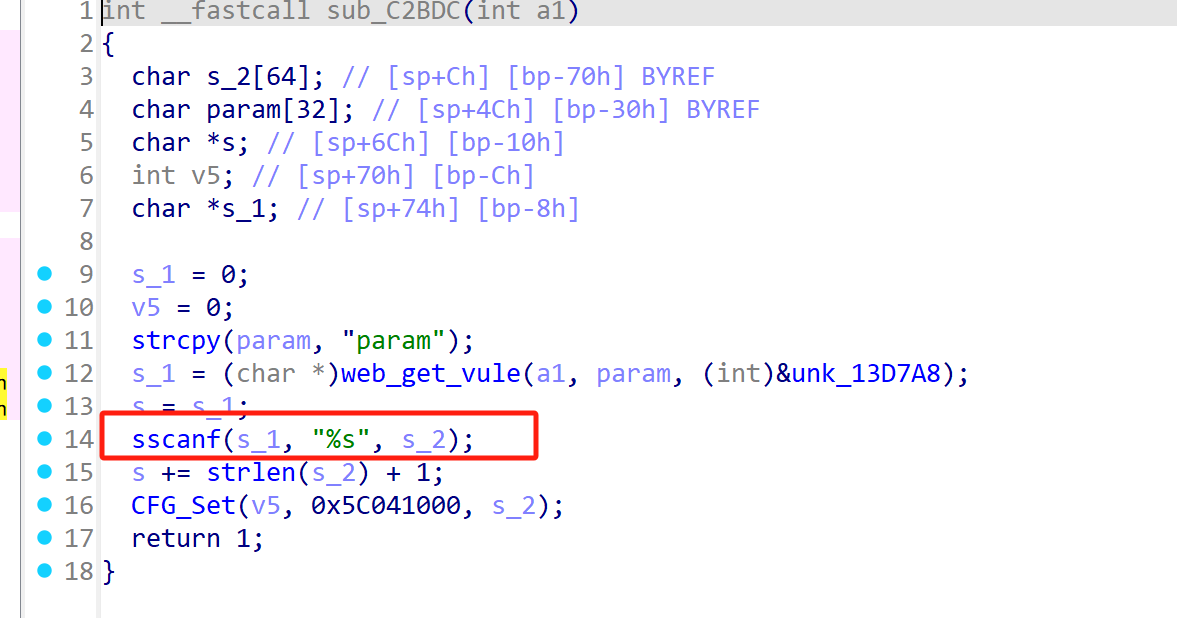 1 int __fastcall sub_C2BDC(int a1)
2 {
3 char s_2[64]; // [sp+Ch] [bp-70h] BYREF
4 char param[32]; // [sp+4Ch] [bp-30h] BYREF
5 char *s; // [sp+6Ch] [bp-10h]
6 int v5; // [sp+70h] [bp-Ch]
7 char *s_1; // [sp+74h] [bp-8h]
8
9 s_1 = 0;
10 v5 = 0;
11 strcpy(param, "param");
12 s_1 = (char *)web_get_vule(a1, param, (int)&unk_13D7A8);
13 s = s_1;
14 sscanf(s_1, "%s", s_2);
15 s += strlen(s_2) + 1;
16 CFG_Set(v5, 0x5C041000, s_2);
17 return 1;
18 }